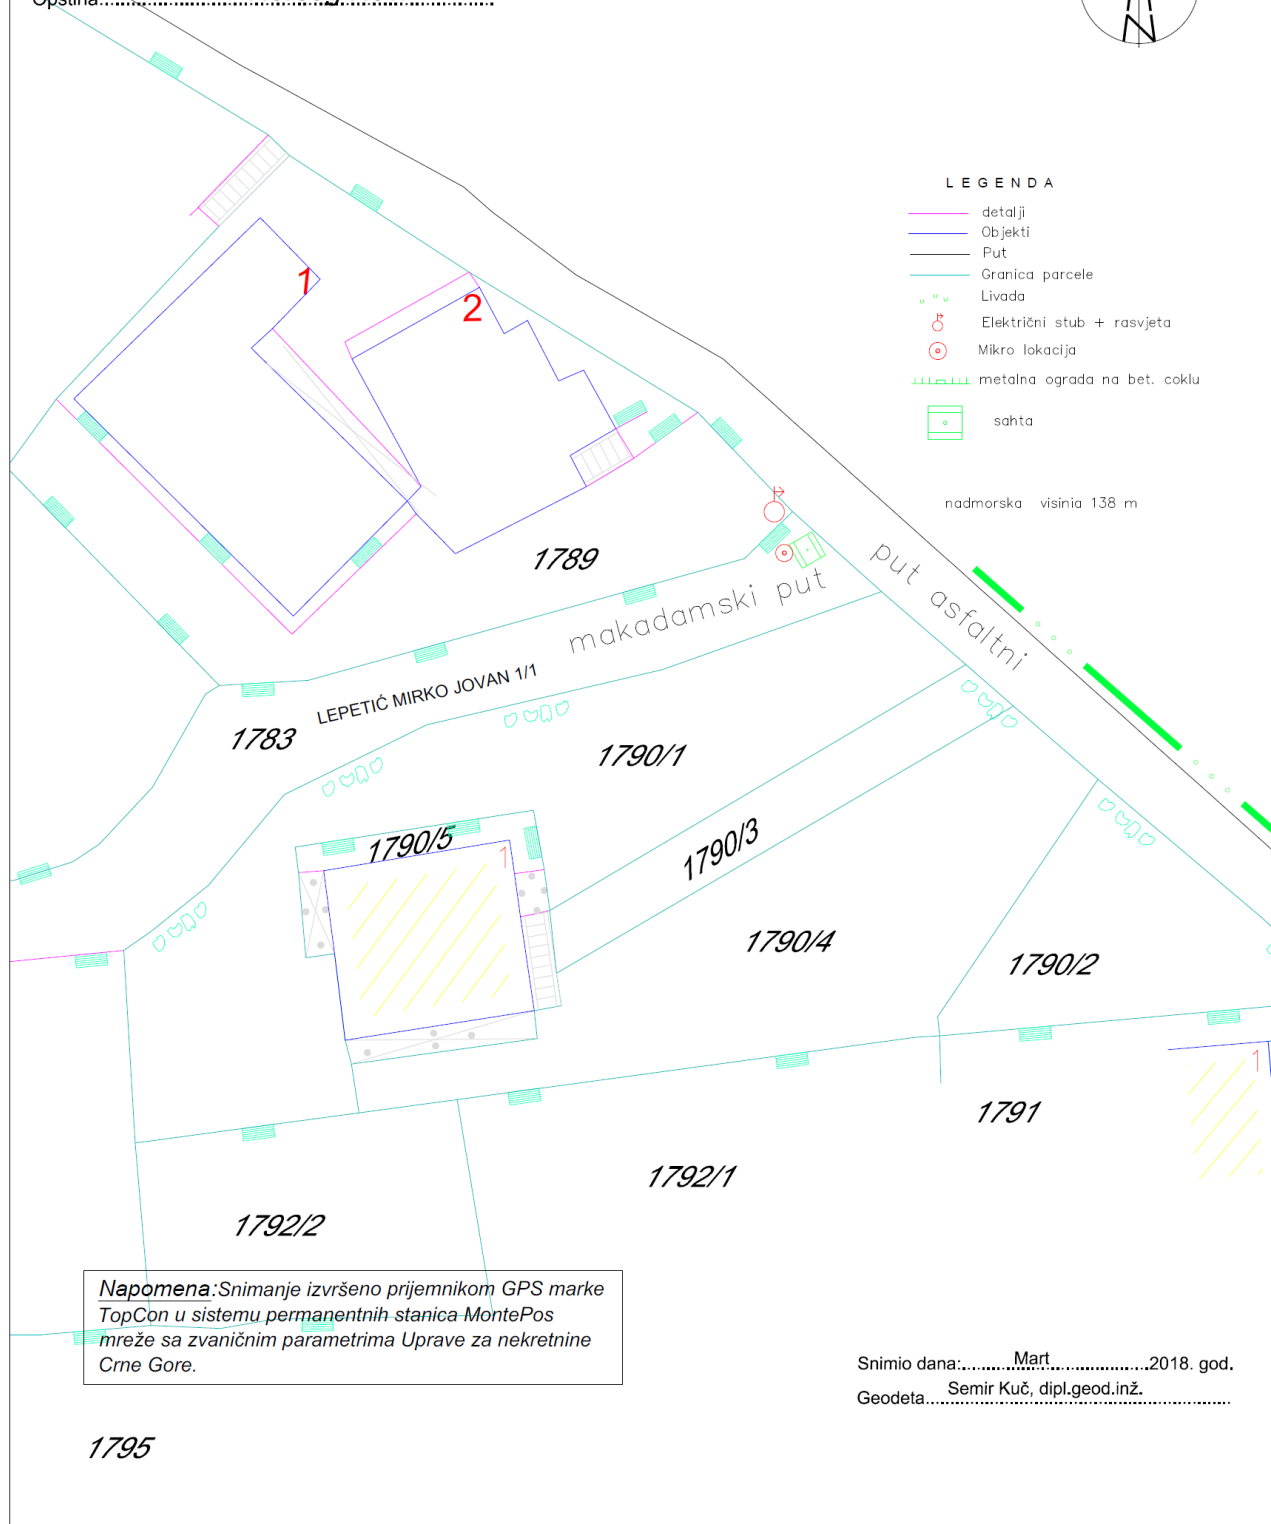 Opština
N
L E G E N D A
detalji
Objekti
Put
Granica parcele
Livada
Električni stub + rasvjeta
Mikro lokacija
metalna ograda na bet. coklu
sahta
nadmorska visinia 138 m
1
2
1789
put asfaltni
makadamski put
LEPETIĆ MIRKO JOVAN 1/1
1783
1790/1
1790/5
1
1790/3
1790/4
1790/2
1
1791
1792/1
1792/2
Napomena:Snimanje izvršeno prijemnikom GPS marke
TopCon u sistemu permanentnih stanica MontePos
mreže sa zvaničnim parametrima Uprave za nekretnine
Crne Gore.
Snimio dana:......Mart......2018. god.
Geodeta...Semir Kuč, dipl.geod.inž.
1795